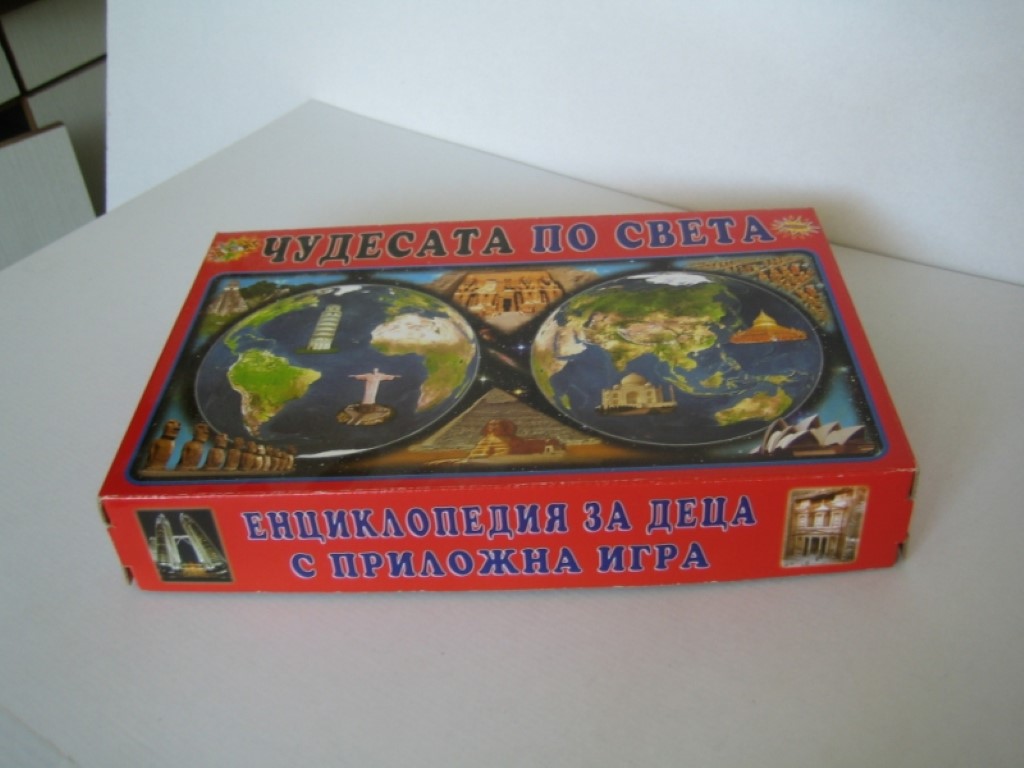 ЧУДЕСАТА ПО СВЕТА
ЕНЦИКЛОПЕДИЯ ЗА ДЕЦА
С ПРИЛОЖНА ИГРА